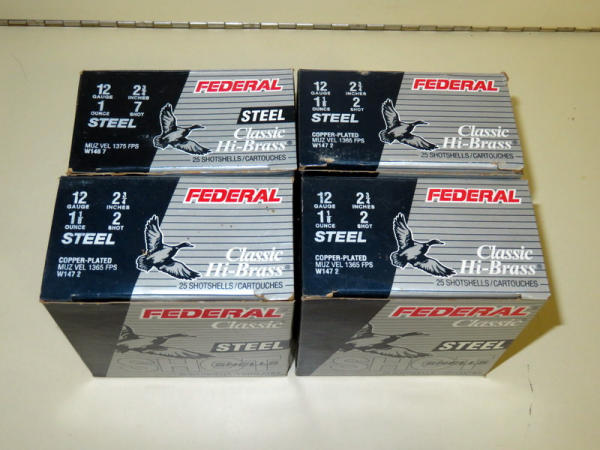 12 2¾ FEDERAL
GAUGE INCHES
1 7
OUNCE SHOT
STEEL STEEL
MUZ VEL 1375 FPS Classic
W148 7 Hi-Brass®
25 SHOTSHELLS/CARTOUCHES
12 2¾ FEDERAL
GAUGE INCHES
1⅛ 2
OUNCE SHOT
STEEL
COPPER-PLATED Classic
MUZ VEL 1365 FPS Hi-Brass®
W147 2
25 SHOTSHELLS/CARTOUCHES
12 2¾ FEDERAL
GAUGE INCHES
1⅛ 2
OUNCE SHOT
STEEL
COPPER-PLATED Classic
MUZ VEL 1365 FPS Hi-Brass®
W147 2
25 SHOTSHELLS/CARTOUCHES
FEDERAL
Classic
STEEL
12 2¾ FEDERAL
GAUGE INCHES
1⅛ 2
OUNCE SHOT
STEEL
COPPER-PLATED Classic
MUZ VEL 1365 FPS Hi-Brass®
W147 2
25 SHOTSHELLS/CARTOUCHES
FEDERAL
Classic
STEEL
SHELLS